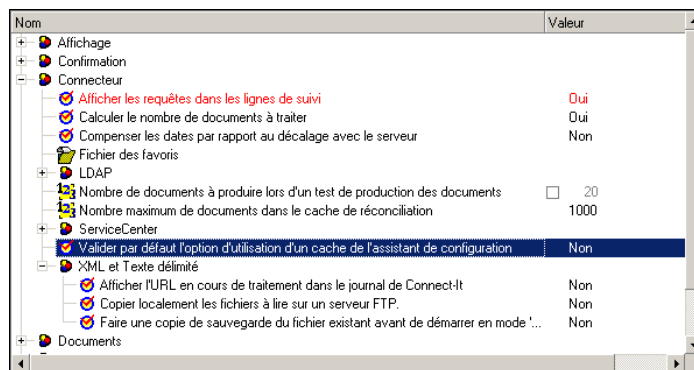 Nom Valeur
Affichage
Confirmation
Connecteur
Afficher les requêtes dans les lignes de suivi Oui
Calculer le nombre de documents à traiter Oui
Compenser les dates par rapport au décalage avec le serveur Non
Fichier des favoris
LDAP
123 Nombre de documents à produire lors d'un test de production des documents 20
123 Nombre maximum de documents dans le cache de réconciliation 1000
ServiceCenter
Valider par défaut l'option d'utilisation d'un cache de l'assistant de configuration Non
XML et Texte délimité
Afficher l'URL en cours de traitement dans le journal de Connect-It Non
Copier localement les fichiers à lire sur un serveur FTP. Non
Faire une copie de sauvegarde du fichier existant avant de démarrer en mode '... Non
Documents